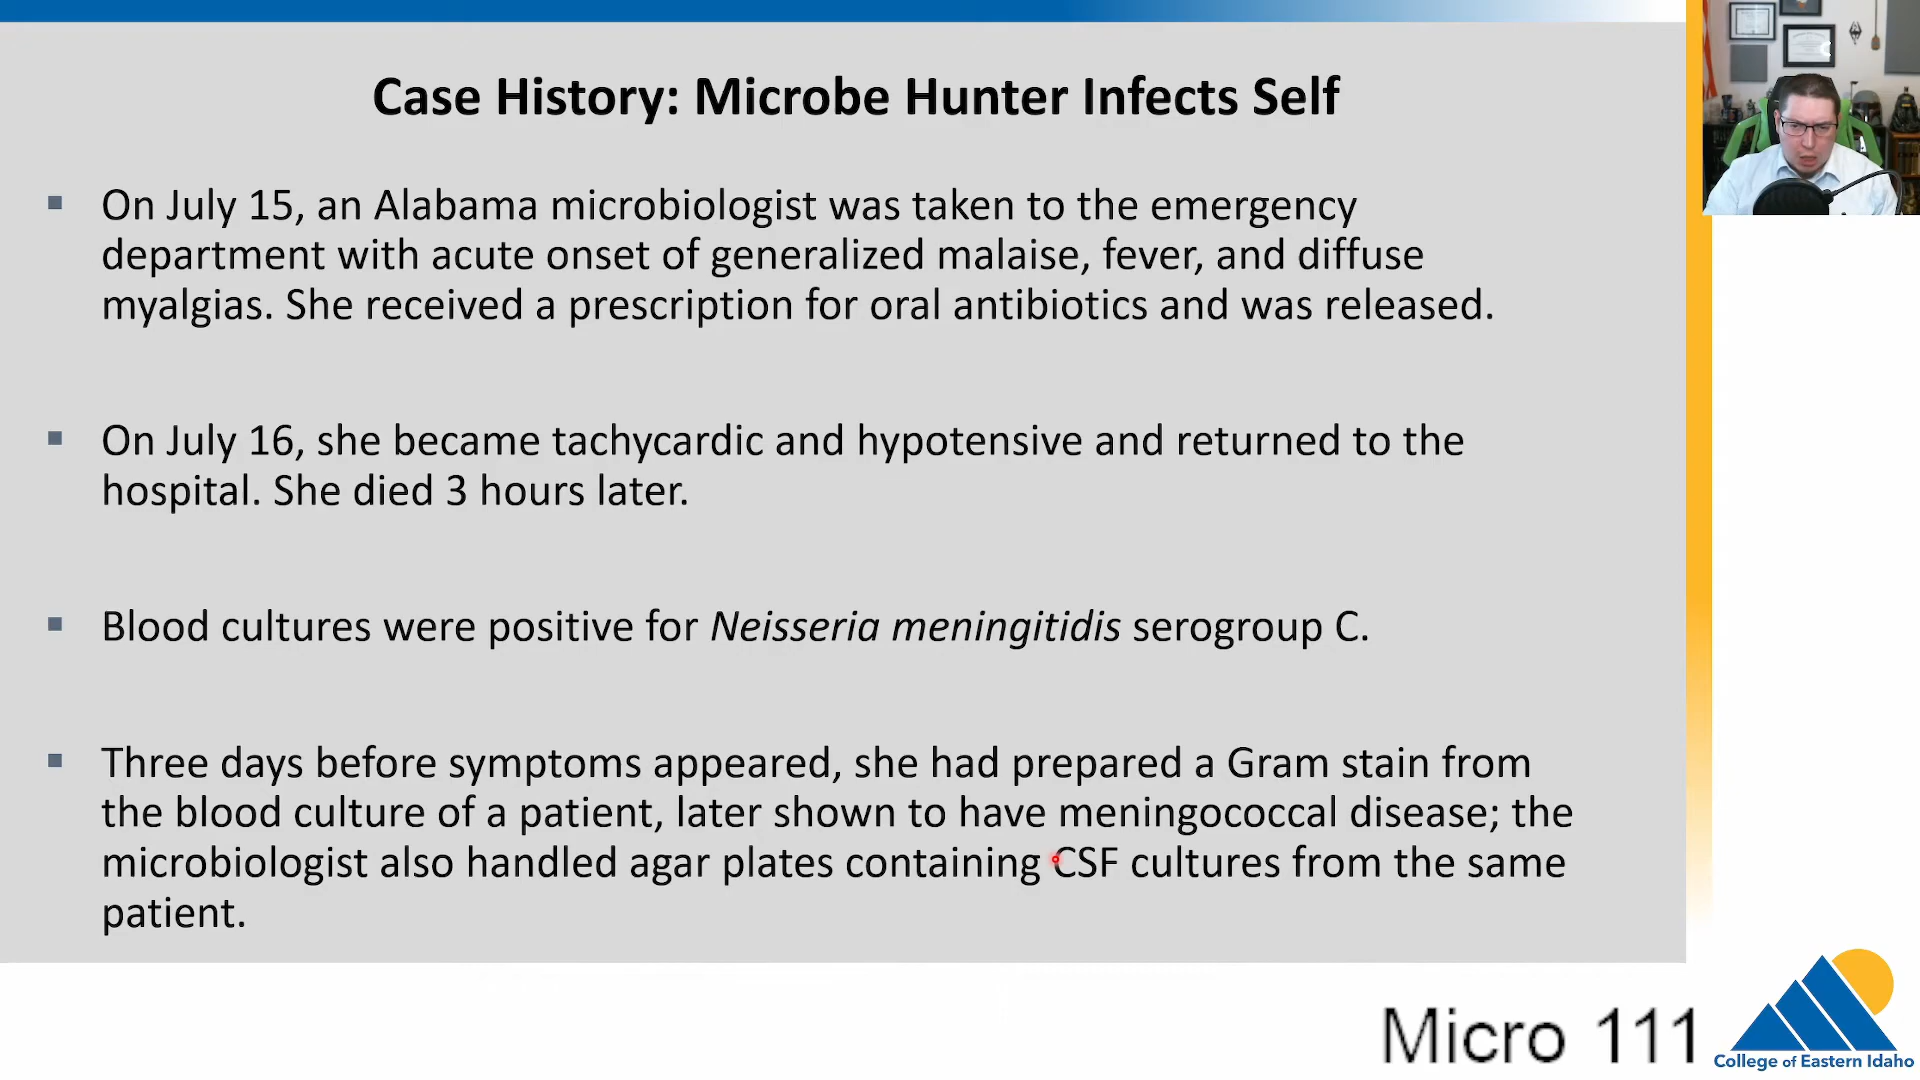 Case History: Microbe Hunter Infects Self
On July 15, an Alabama microbiologist was taken to the emergency
department with acute onset of generalized malaise, fever, and diffuse
myalgias. She received a prescription for oral antibiotics and was released.
On July 16, she became tachycardic and hypotensive and returned to the
hospital. She died 3 hours later.
Blood cultures were positive for Neisseria meningitidis serogroup C.
Three days before symptoms appeared, she had prepared a Gram stain from
the blood culture of a patient, later shown to have meningococcal disease; the
microbiologist also handled agar plates containing CSF cultures from the same
patient.
Micro 111
College of Eastern Idaho